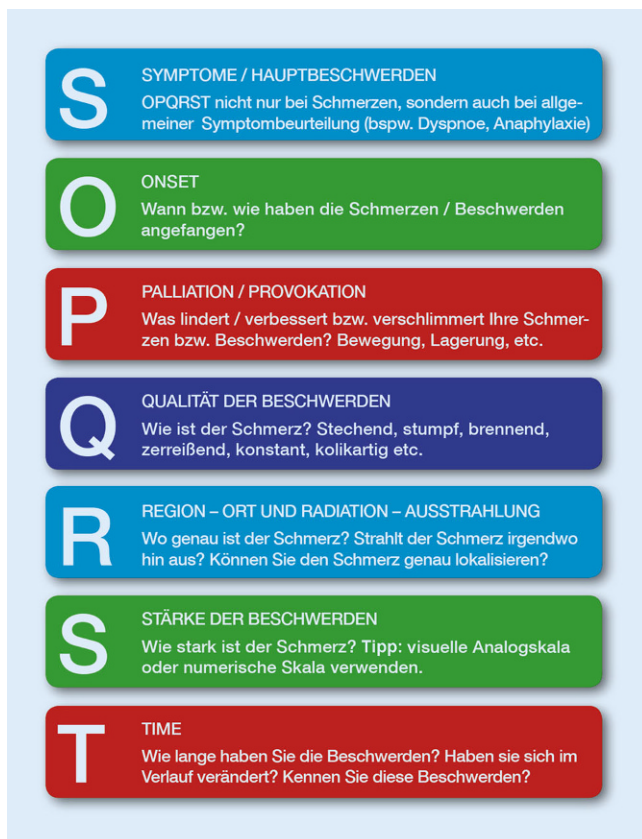 S
SYMPTOME / HAUPTBESCHWERDEN
OPQRST nicht nur bei Schmerzen, sondern auch bei allge-
meiner Symptombeurteilung (bspw. Dyspnoe, Anaphylaxie)
O
ONSET
Wann bzw. wie haben die Schmerzen / Beschwerden
angefangen?
P
PALLIATION / PROVOKATION
Was lindert / verbessert bzw. verschlimmert Ihre Schmer-
zen bzw. Beschwerden? Bewegung, Lagerung, etc.
Q
QUALITÄT DER BESCHWERDEN
Wie ist der Schmerz? Stechend, stumpf, brennend,
zerreißend, konstant, kolikartig etc.
R
REGION – ORT UND RADIATION – AUSSTRAHLUNG
Wo genau ist der Schmerz? Strahlt der Schmerz irgendwo
hin aus? Können Sie den Schmerz genau lokalisieren?
S
STÄRKE DER BESCHWERDEN
Wie stark ist der Schmerz? Tipp: visuelle Analogskala
oder numerische Skala verwenden.
T
TIME
Wie lange haben Sie die Beschwerden? Haben sie sich im
Verlauf verändert? Kennen Sie diese Beschwerden?